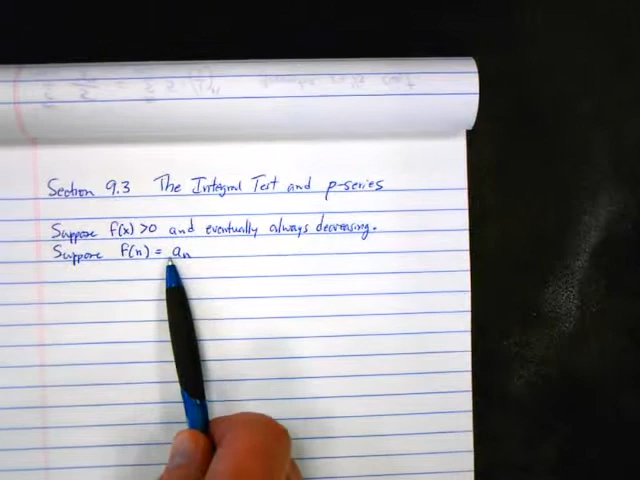 Section 9.3 The Integral Test and p-series
Suppose f(x) >0 and eventually always decreasing.
Suppose f(n) = aₙ